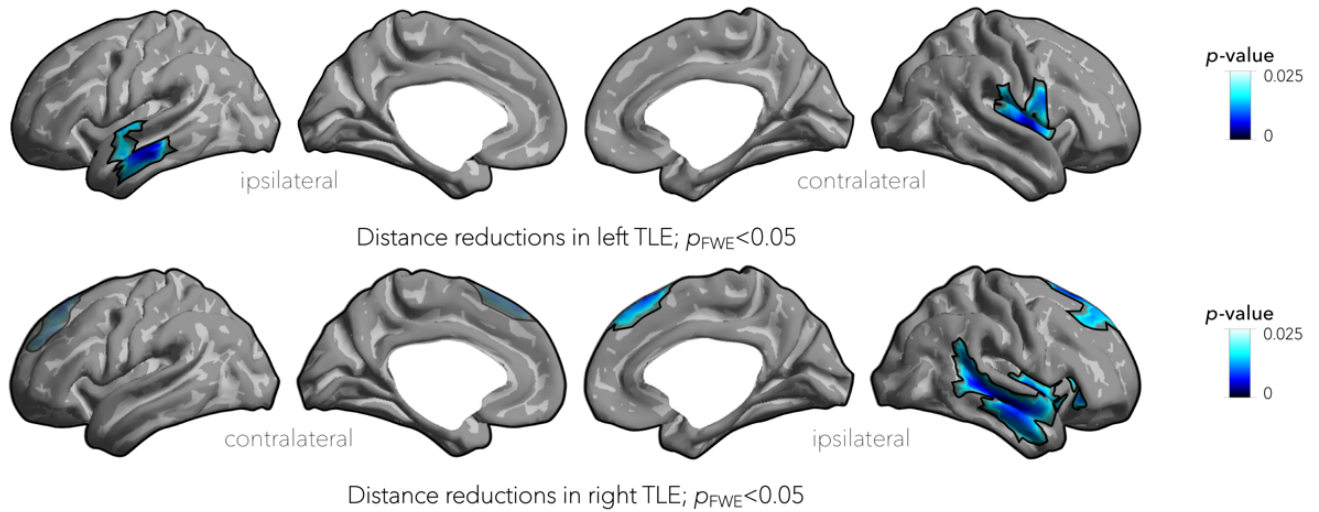 p-value
0.025
0
ipsilateral
contralateral
Distance reductions in left TLE; pFWE<0.05
p-value
0.025
0
contralateral
ipsilateral
Distance reductions in right TLE; pFWE<0.05